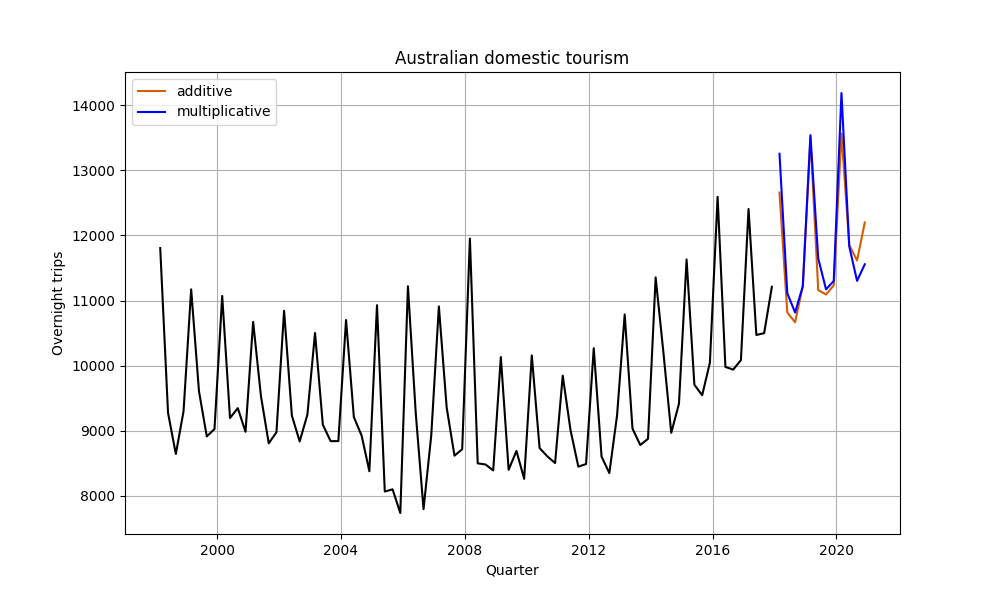 Australian domestic tourism
additive
multiplicative
14000
13000
12000
11000
10000
9000
8000
Overnight trips
2000 2004 2008 2012 2016 2020
Quarter